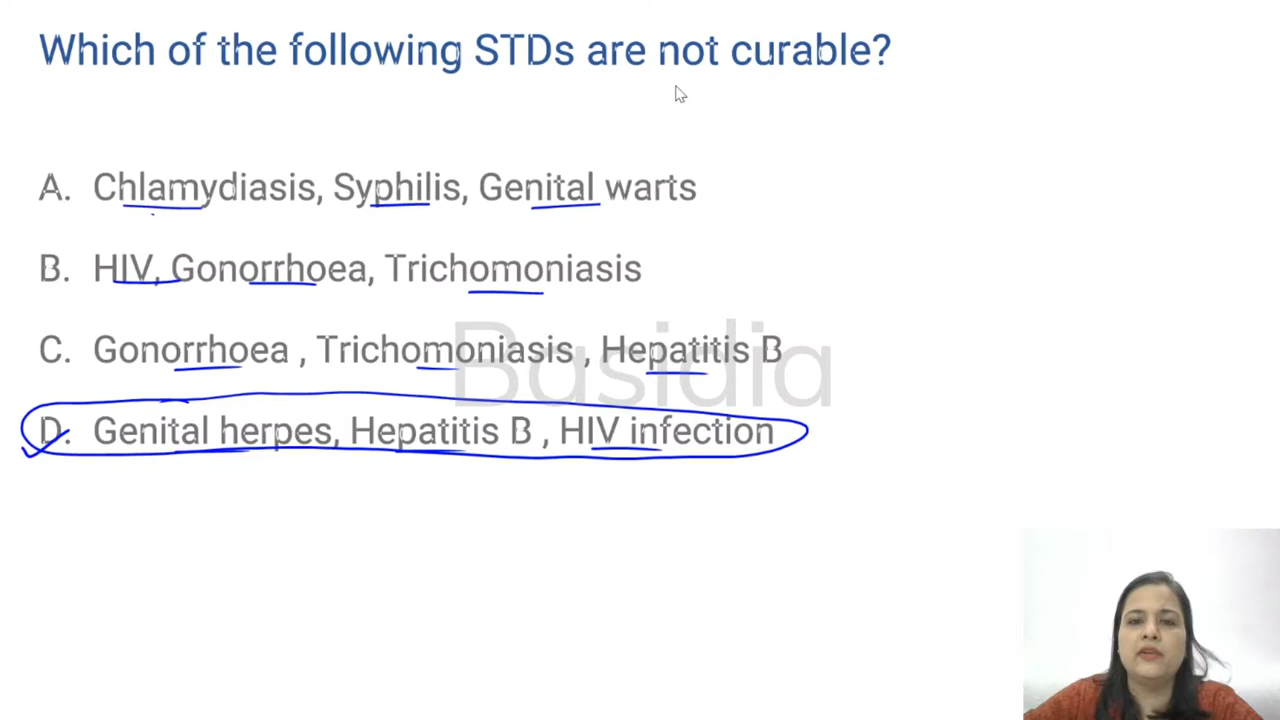 Which of the following STDs are not curable?
A. Chlamydiasis, Syphilis, Genital warts
B. HIV, Gonorrhoea, Trichomoniasis
C. Gonorrhoea , Trichomoniasis , Hepatitis B
Basidia
D. Genital herpes, Hepatitis B , HIV infection